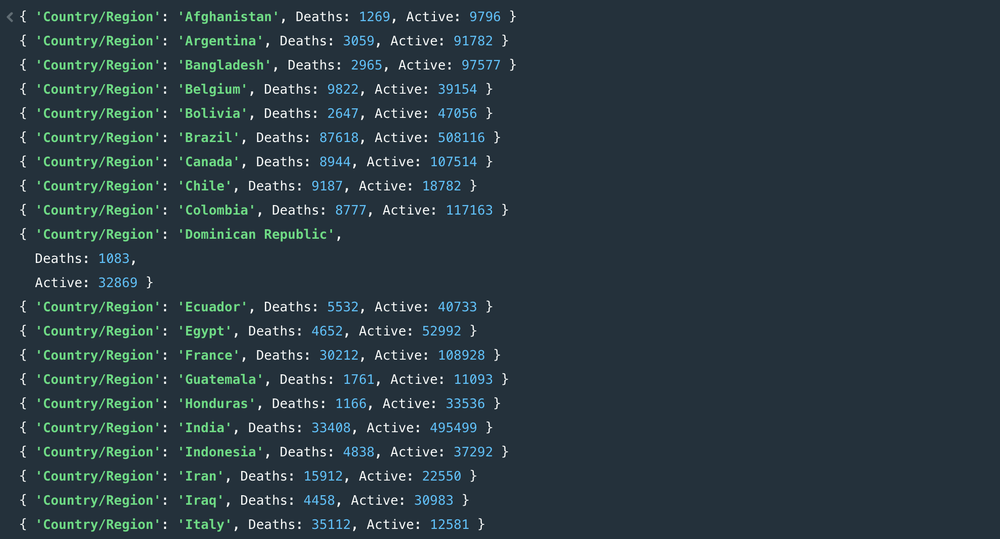 { 'Country/Region': 'Afghanistan', Deaths: 1269, Active: 9796 }
{ 'Country/Region': 'Argentina', Deaths: 3059, Active: 91782 }
{ 'Country/Region': 'Bangladesh', Deaths: 2965, Active: 97577 }
{ 'Country/Region': 'Belgium', Deaths: 9822, Active: 39154 }
{ 'Country/Region': 'Bolivia', Deaths: 2647, Active: 47056 }
{ 'Country/Region': 'Brazil', Deaths: 87618, Active: 508116 }
{ 'Country/Region': 'Canada', Deaths: 8944, Active: 107514 }
{ 'Country/Region': 'Chile', Deaths: 9187, Active: 18782 }
{ 'Country/Region': 'Colombia', Deaths: 8777, Active: 117163 }
{ 'Country/Region': 'Dominican Republic',
  Deaths: 1083,
  Active: 32869 }
{ 'Country/Region': 'Ecuador', Deaths: 5532, Active: 40733 }
{ 'Country/Region': 'Egypt', Deaths: 4652, Active: 52992 }
{ 'Country/Region': 'France', Deaths: 30212, Active: 108928 }
{ 'Country/Region': 'Guatemala', Deaths: 1761, Active: 11093 }
{ 'Country/Region': 'Honduras', Deaths: 1166, Active: 33536 }
{ 'Country/Region': 'India', Deaths: 33408, Active: 495499 }
{ 'Country/Region': 'Indonesia', Deaths: 4838, Active: 37292 }
{ 'Country/Region': 'Iran', Deaths: 15912, Active: 22550 }
{ 'Country/Region': 'Iraq', Deaths: 4458, Active: 30983 }
{ 'Country/Region': 'Italy', Deaths: 35112, Active: 12581 }